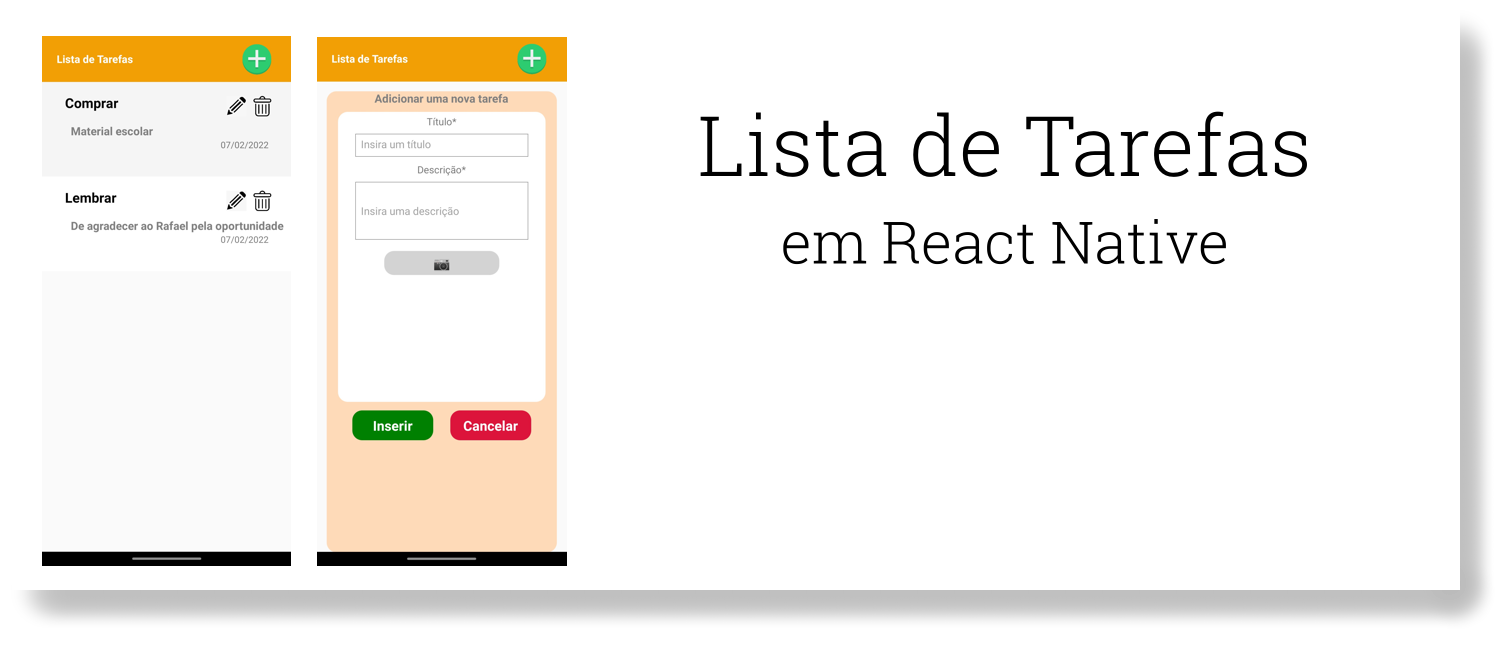 Lista de Tarefas
Comprar
Material escolar
07/02/2022
Lembrar
De agradecer ao Rafael pela oportunidade
07/02/2022
Lista de Tarefas
Adicionar uma nova tarefa
Título*
Insira um título
Descrição*
Insira uma descrição
Inserir
Cancelar
Lista de Tarefas
em React Native